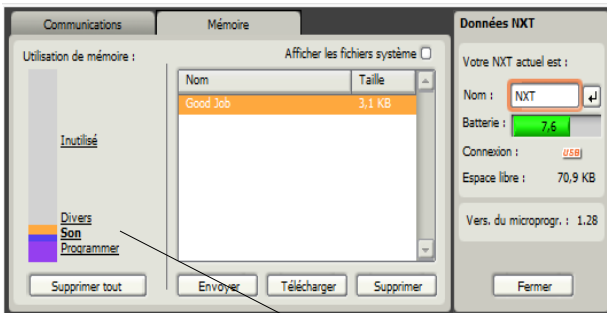 Communications
Mémoire
Utilisation de mémoire :
Afficher les fichiers système
Nom
Taille
Good Job
3,1 KB
Inutilisé
Divers
Son
Programmer
Supprimer tout
Envoyer
Télécharger
Supprimer
Données NXT
Votre NXT actuel est :
Nom : NXT
Batterie : 7,6
Connexion : USB
Espace libre : 70,9 KB
Vers. du microprogr. : 1.28
Fermer